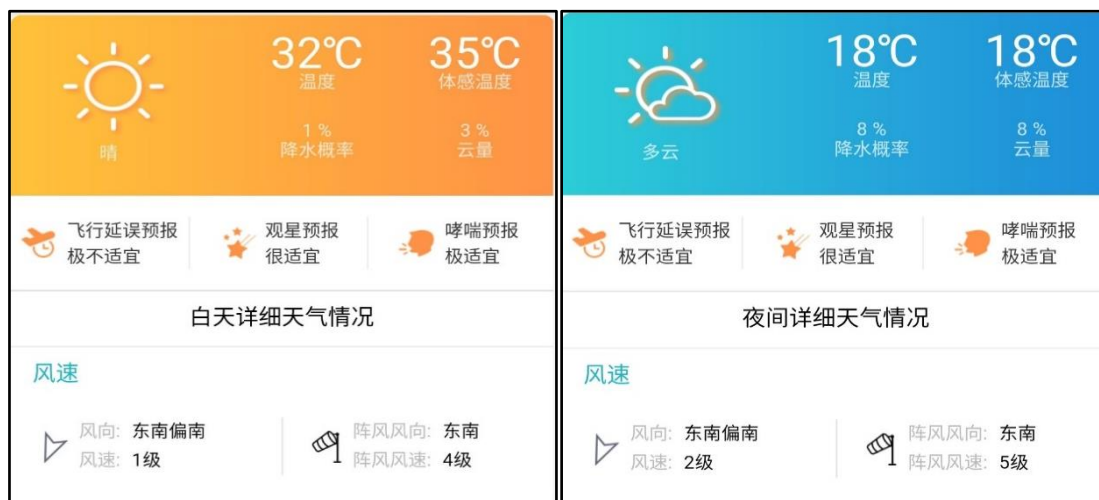 32℃ 35℃
温度 体感温度
1 % 3 %
晴 降水概率 云量
飞行延误预报 观星预报 哮喘预报
极不适宜 很适宜 极适宜
白天详细天气情况
风速
风向: 东南偏南 阵风风向: 东南
风速: 1级 阵风风速: 4级
18℃ 18℃
温度 体感温度
8 % 8 %
多云 降水概率 云量
飞行延误预报 观星预报 哮喘预报
极不适宜 很适宜 极适宜
夜间详细天气情况
风速
风向: 东南偏南 阵风风向: 东南
风速: 2级 阵风风速: 5级